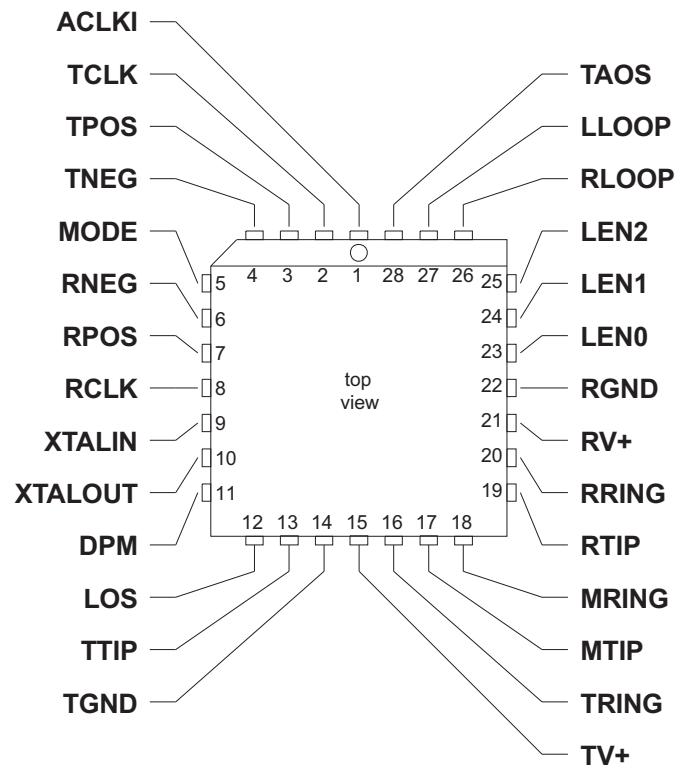 ACLKI
TCLK
TPOS
TNEG
MODE
RNEG
RPOS
RCLK
XTALIN
XTALOUT
DPM
LOS
TTIP
TGND
TAOS
LLOOP
RLOOP
LEN2
LEN1
LEN0
RGND
RV+
RRING
RTIP
MRING
MTIP
TRING
TV+
4 3 2 1 28 27 26
5
6
7
8
9
10
11
25
24
23
22
21
20
19
top
view
12 13 14 15 16 17 18